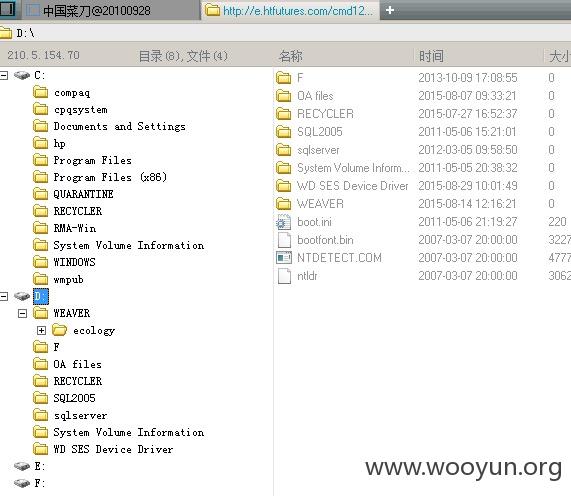 中国菜刀@20100928
http://e.htfutures.com/cmd12...
D:\
210.5.154.70 目录(8),文件(4) 名称 时间 大小
C:
compaq
cpqsystem
Documents and Settings
hp
Program Files
Program Files (x86)
QUARANTINE
RECYCLER
RMA-Win
System Volume Information
WINDOWS
wmpub
D:
WEAVER
ecology
F
OA files
RECYCLER
SQL2005
sqlserver
System Volume Information
WD SES Device Driver
E:
F:
F 2013-10-09 17:08:55 0
OA files 2015-08-07 09:33:21 0
RECYCLER 2015-07-27 16:52:37 0
SQL2005 2011-05-06 15:21:01 0
sqlserver 2012-03-05 09:58:50 0
System Volume Inform... 2011-05-05 20:38:32 0
WD SES Device Driver 2015-08-29 10:01:49 0
WEAVER 2015-08-14 12:16:21 0
boot.ini 2011-05-06 21:19:27 220
bootfont.bin 2007-03-07 20:00:00 3227
NTDETECT.COM 2007-03-07 20:00:00 4777
ntldr 2007-03-07 20:00:00 3062
www.wooyun.org